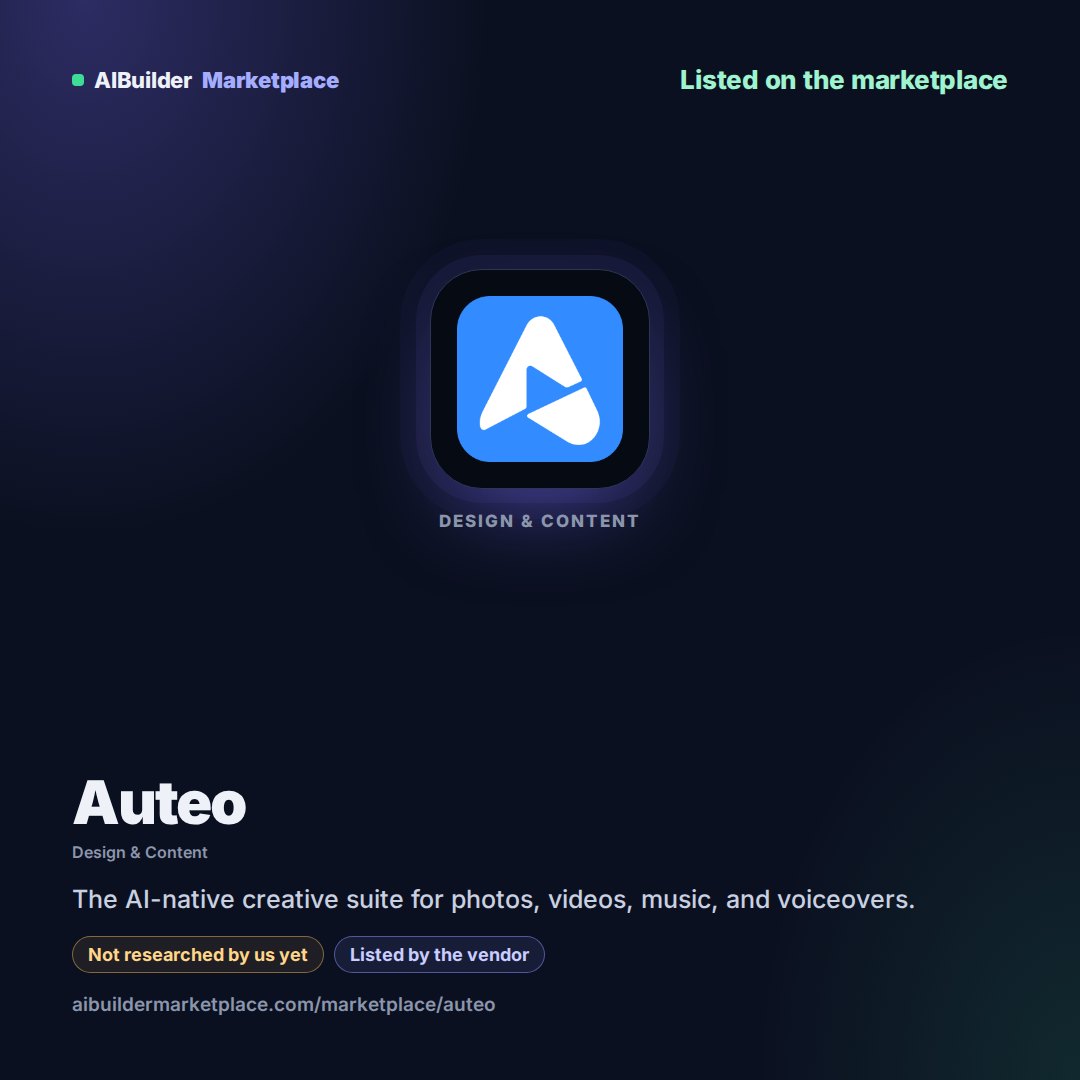 AIBuilder Marketplace
Listed on the marketplace
DESIGN & CONTENT
Auteo
Design & Content
The AI-native creative suite for photos, videos, music, and voiceovers.
Not researched by us yet
Listed by the vendor
aibuildermarketplace.com/marketplace/auteo